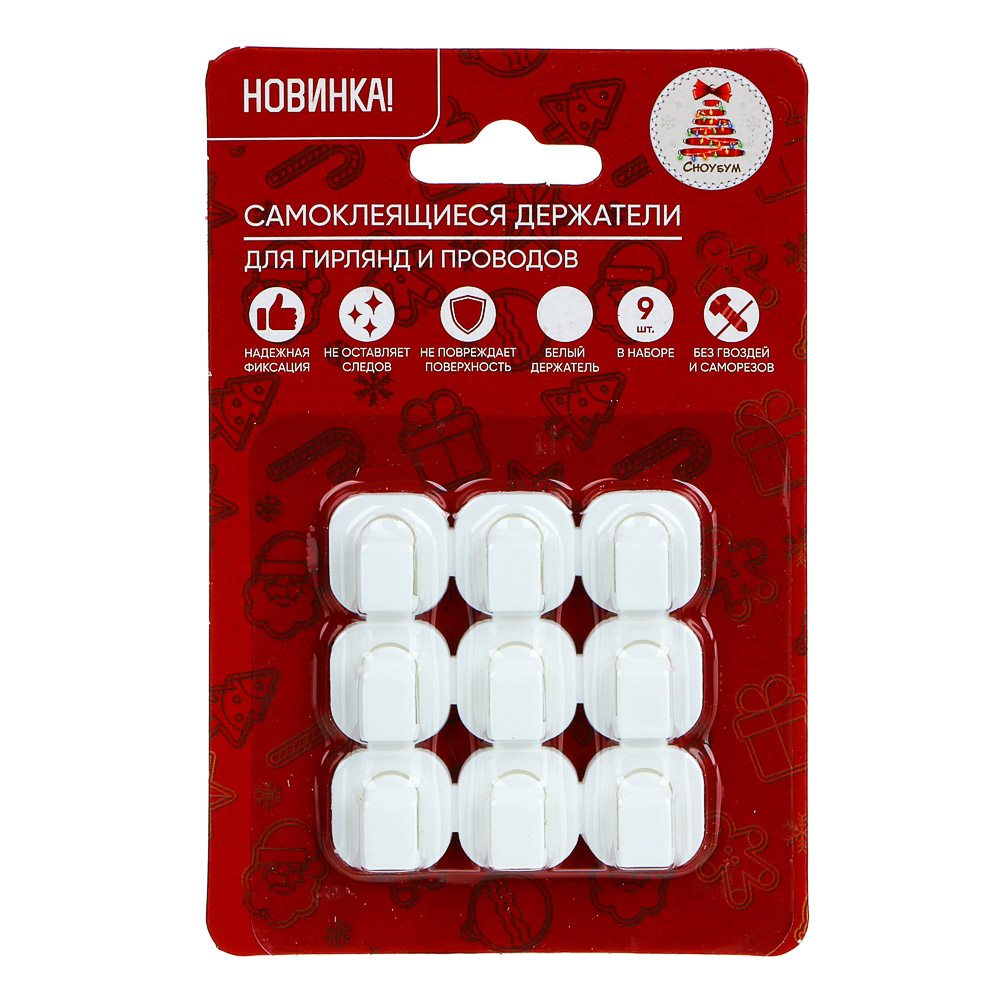 НОВИНКА!
СНОУБУМ
САМОКЛЕЯЩИЕСЯ ДЕРЖАТЕЛИ
ДЛЯ ГИРЛЯНД И ПРОВОДОВ
НАДЕЖНАЯ
ФИКСАЦИЯ
НЕ ОСТАВЛЯЕТ
СЛЕДОВ
НЕ ПОВРЕЖДАЕТ
ПОВЕРХНОСТЬ
БЕЛЫЙ
ДЕРЖАТЕЛЬ
9
ШТ.
В НАБОРЕ
БЕЗ ГВОЗДЕЙ
И САМОРЕЗОВ